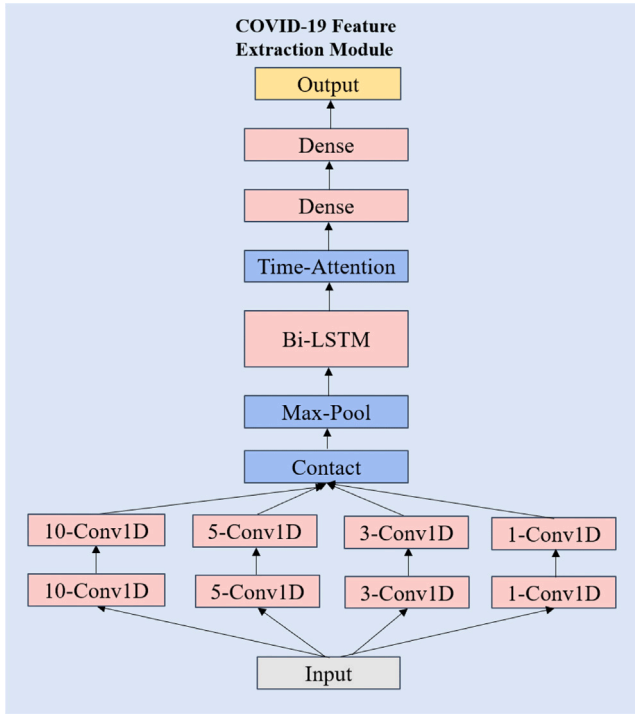 COVID-19 Feature
Extraction Module
Output
Dense
Dense
Time-Attention
Bi-LSTM
Max-Pool
Contact
10-Conv1D 5-Conv1D 3-Conv1D 1-Conv1D
10-Conv1D 5-Conv1D 3-Conv1D 1-Conv1D
Input